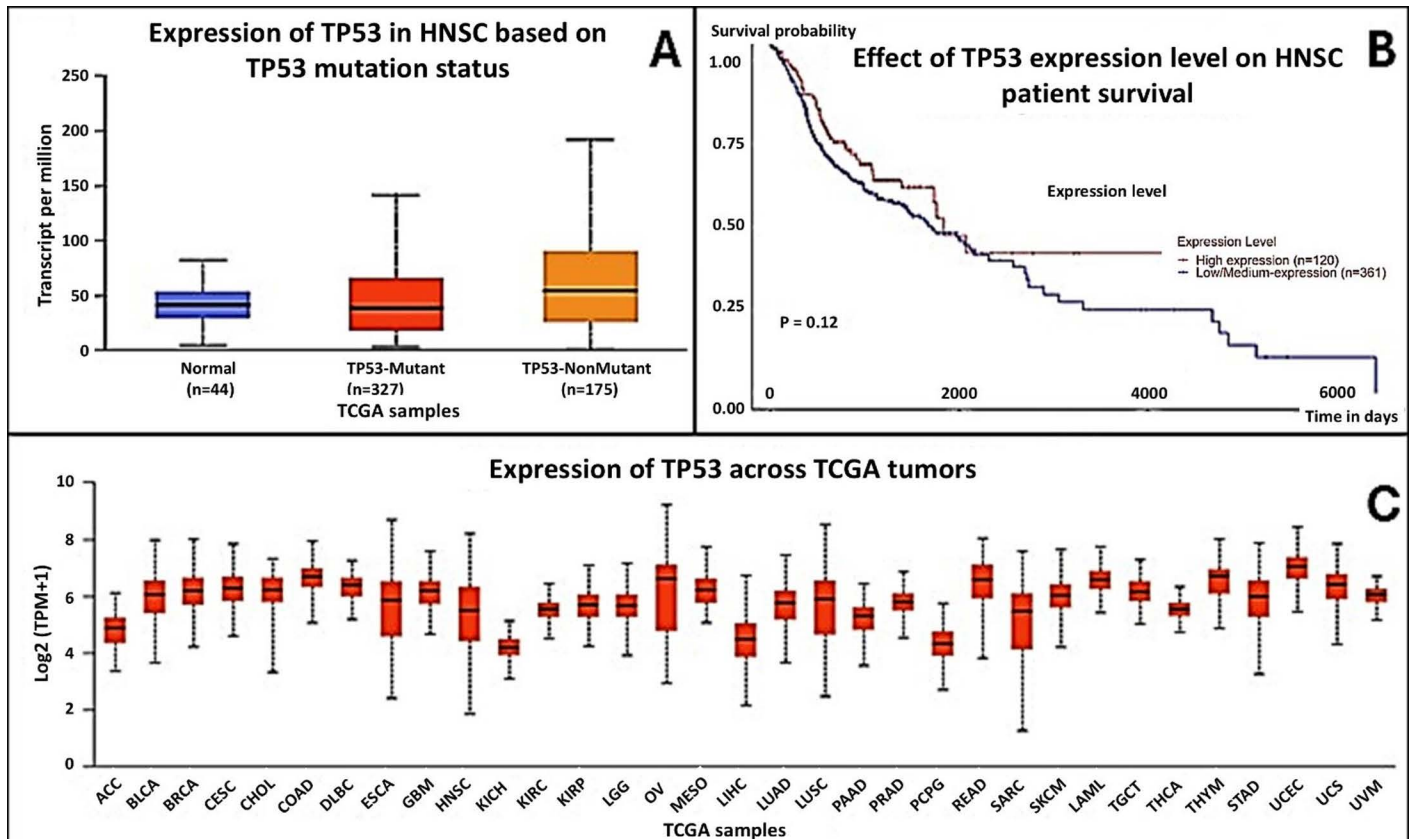 Expression of TP53 in HNSC based on
TP53 mutation status
A
Transcript per million
250
200
150
100
50
0
Normal
(n=44)
TP53-Mutant
(n=327)
TP53-NonMutant
(n=175)
TCGA samples
Survival probability
Effect of TP53 expression level on HNSC
patient survival
B
1.00
0.75
0.50
0.25
0.00
Expression level
Expression Level
High expression (n=120)
Low/Medium-expression (n=361)
P = 0.12
0 2000 4000 6000
Time in days
Expression of TP53 across TCGA tumors
C
Log2 (TPM+1)
10
8
6
4
2
0
ACC BLCA BRCA CESC CHOL COAD DLBC ESCA GBM HNSC KICH KIRC KIRP LGG OV MESO LIHC LUAD LUSC PAAD PRAD PCPG READ SARC SKCM LAML TGCT THCA THYM STAD UCEC UCS UVM
TCGA samples